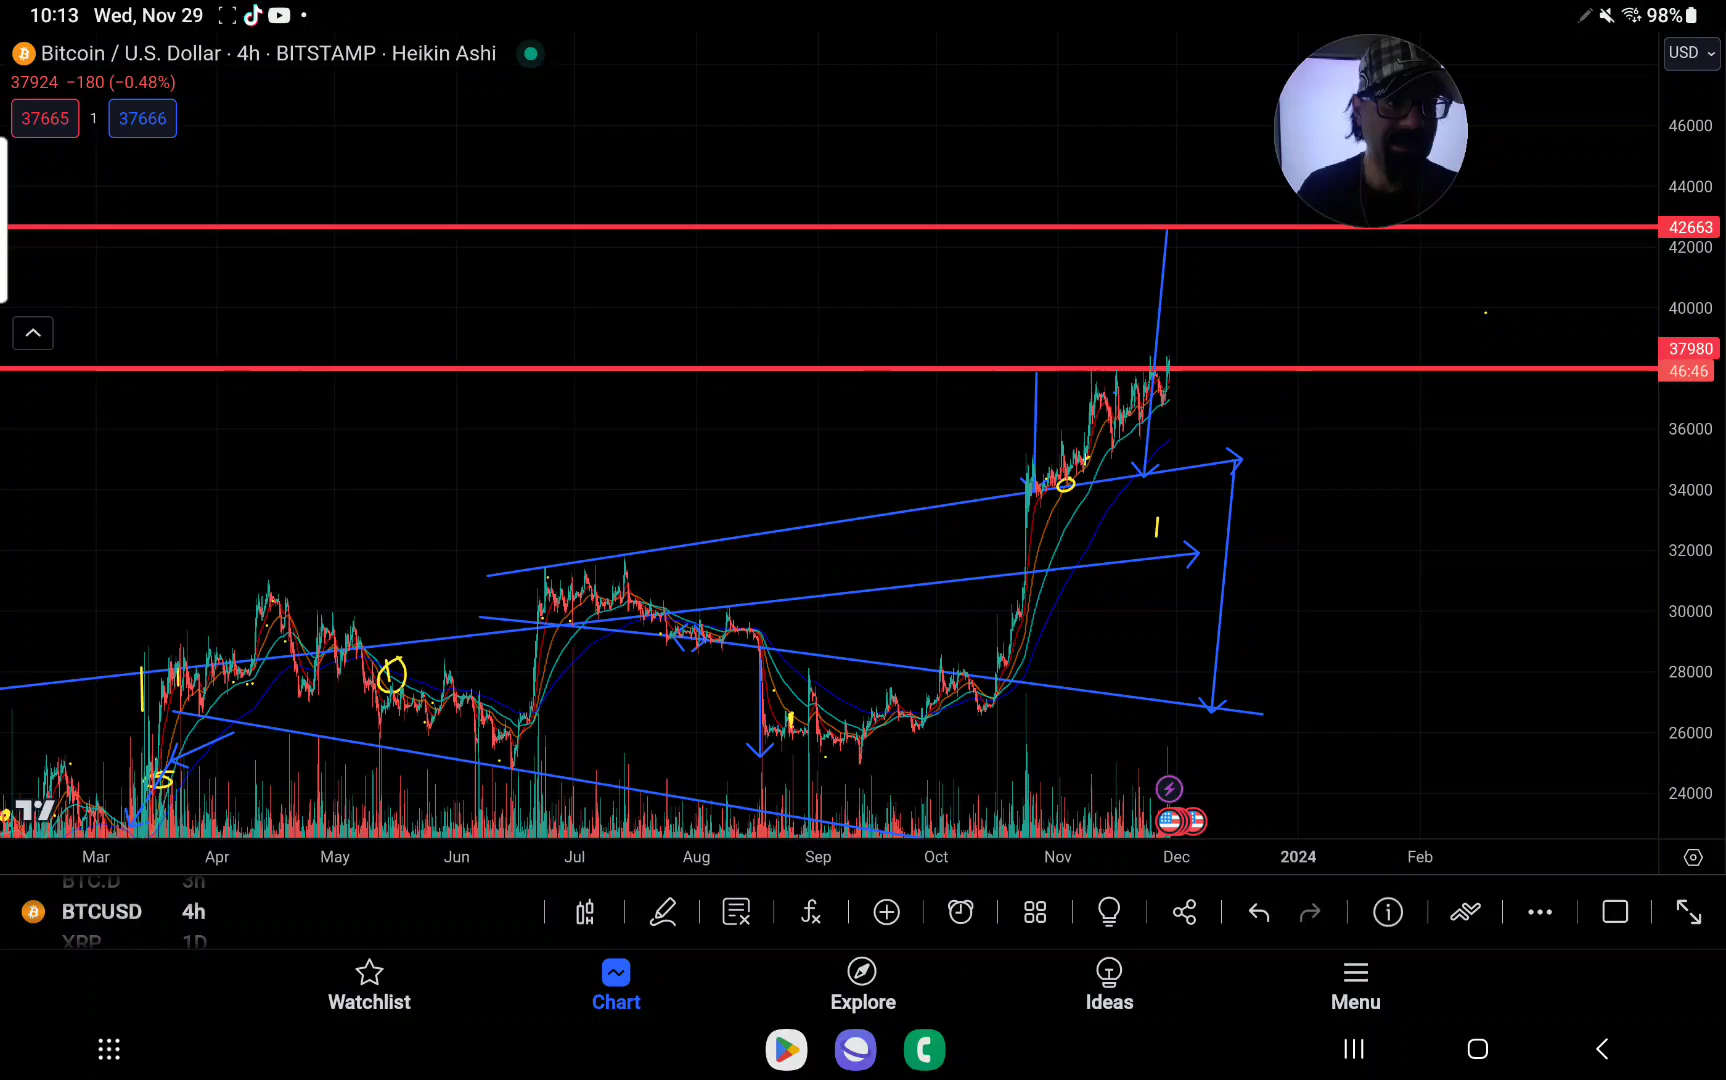 10:13 Wed, Nov 29 98%
Bitcoin / U.S. Dollar · 4h · BITSTAMP · Heikin Ashi
USD
37924 −180 (−0.48%)
37665 1 37666
46000
44000
42663
42000
40000
37980
46:46
36000
34000
32000
30000
28000
26000
24000
Mar Apr May Jun Jul Aug Sep Oct Nov Dec 2024 Feb
BTC.D 3h
BTCUSD 4h
XRP 1D
Watchlist Chart Explore Ideas Menu